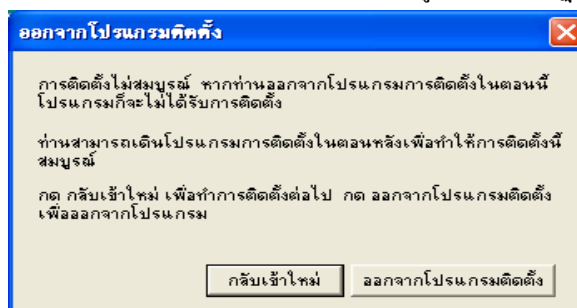 ออกจากโปรแกรมติดตั้ง
การติดตั้งไม่สมบูรณ์ หากท่านออกจากโปรแกรมการติดตั้งในตอนนี้
โปรแกรมก็จะไม่ได้รับการติดตั้ง
ท่านสามารถเดินโปรแกรมการติดตั้งในตอนหลังเพื่อทำให้การติดตั้งนี้
สมบูรณ์
กด กลับเข้าใหม่ เพื่อทำการติดตั้งต่อไป กด ออกจากโปรแกรมติดตั้ง
เพื่อออกจากโปรแกรม
กลับเข้าใหม่
ออกจากโปรแกรมติดตั้ง